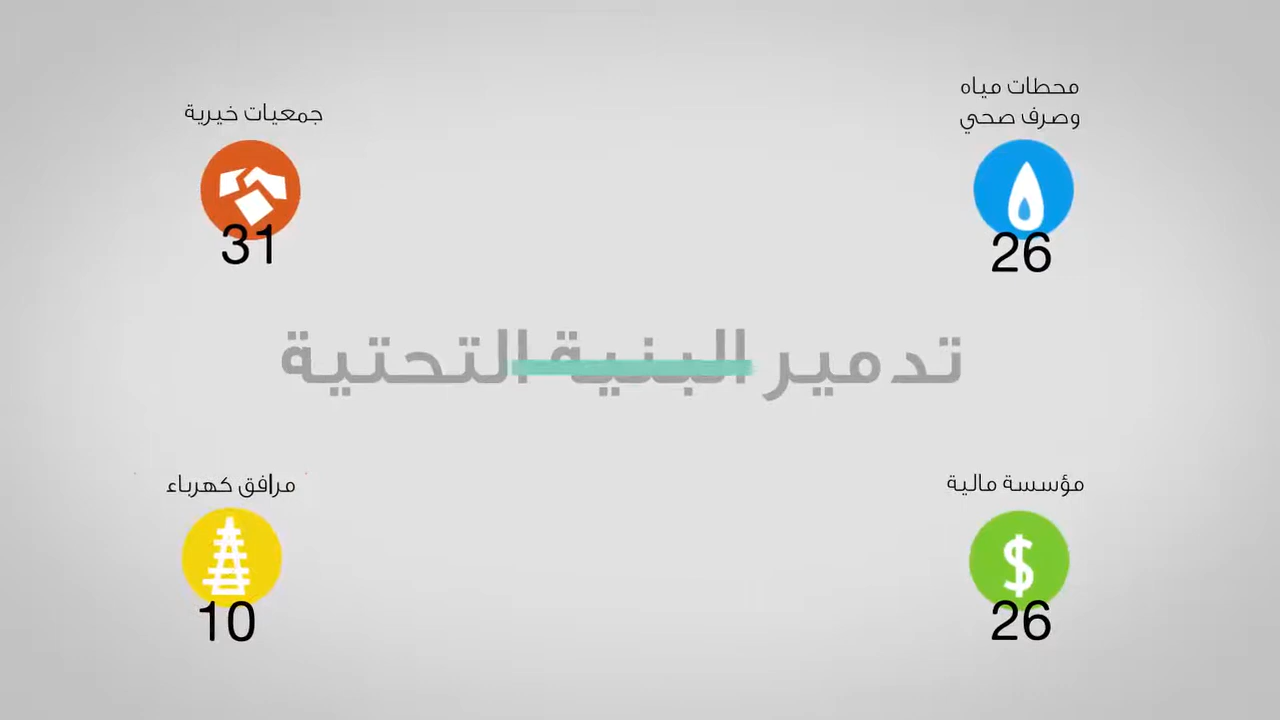 محطات مياه
وصرف صحي
26
جمعيات خيرية
31
تدمير البنية التحتية
مؤسسة مالية
$
26
مرافق كهرباء
10